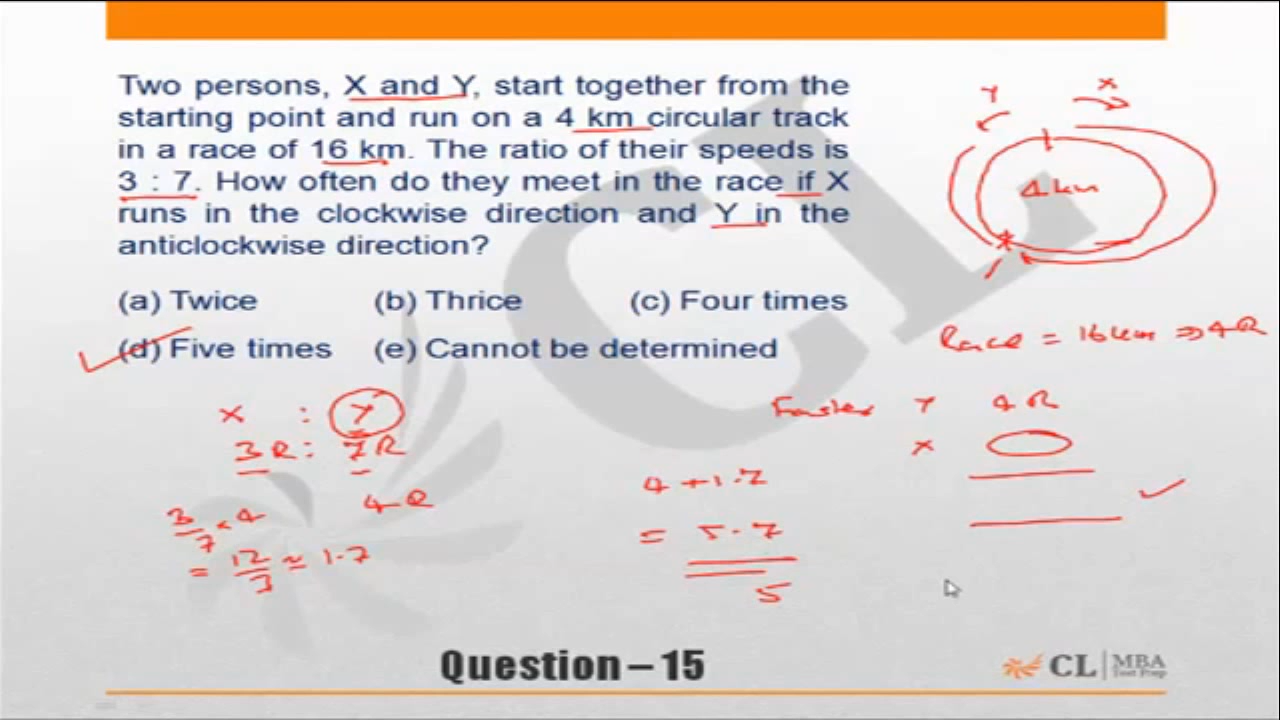 Two persons, X and Y, start together from the
starting point and run on a 4 km circular track
in a race of 16 km. The ratio of their speeds is
3 : 7. How often do they meet in the race if X
runs in the clockwise direction and Y in the
anticlockwise direction?
(a) Twice (b) Thrice (c) Four times
(d) Five times (e) Cannot be determined
Y X
4 km
Race = 16 km ⇒ 4R
X : Y
3R : 7R
3/7 × 4 4R
= 12/7 ≈ 1.7
4 + 1.7
= 5.7
5
Faster Y 4R
X
Question – 15
CL MBA
Test Prep
CL